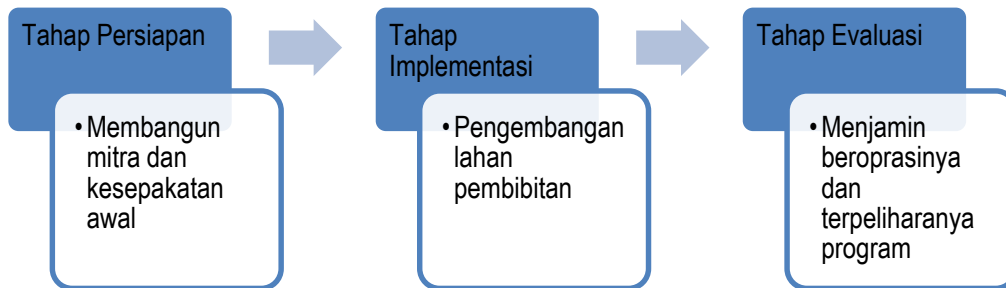 Tahap Persiapan
• Membangun
mitra dan
kesepakatan
awal
Tahap
Implementasi
• Pengembangan
lahan
pembibitan
Tahap Evaluasi
• Menjamin
beroprasinya
dan
terpeliharanya
program